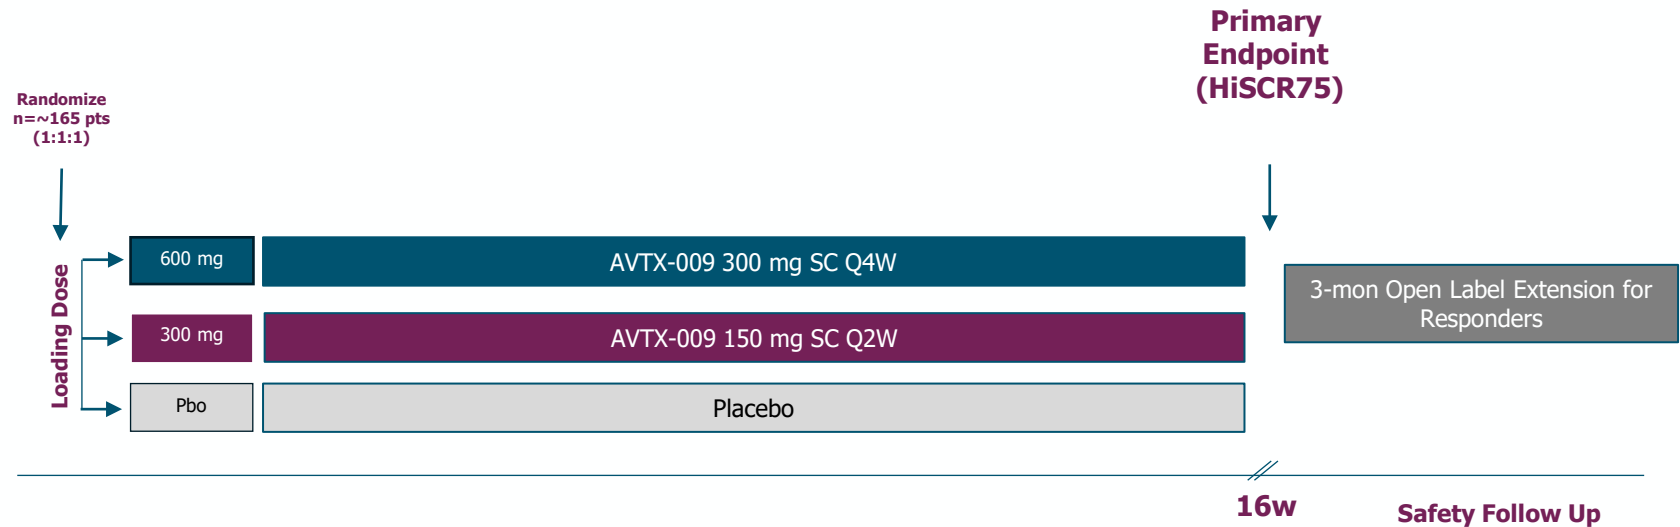 Primary
Endpoint
(HiSCR75)
Randomize
n=~165 pts
(1:1:1)
Loading Dose
600 mg
AVTX-009 300 mg SC Q4W
300 mg
AVTX-009 150 mg SC Q2W
Pbo
Placebo
3-mon Open Label Extension for
Responders
16w
Safety Follow Up